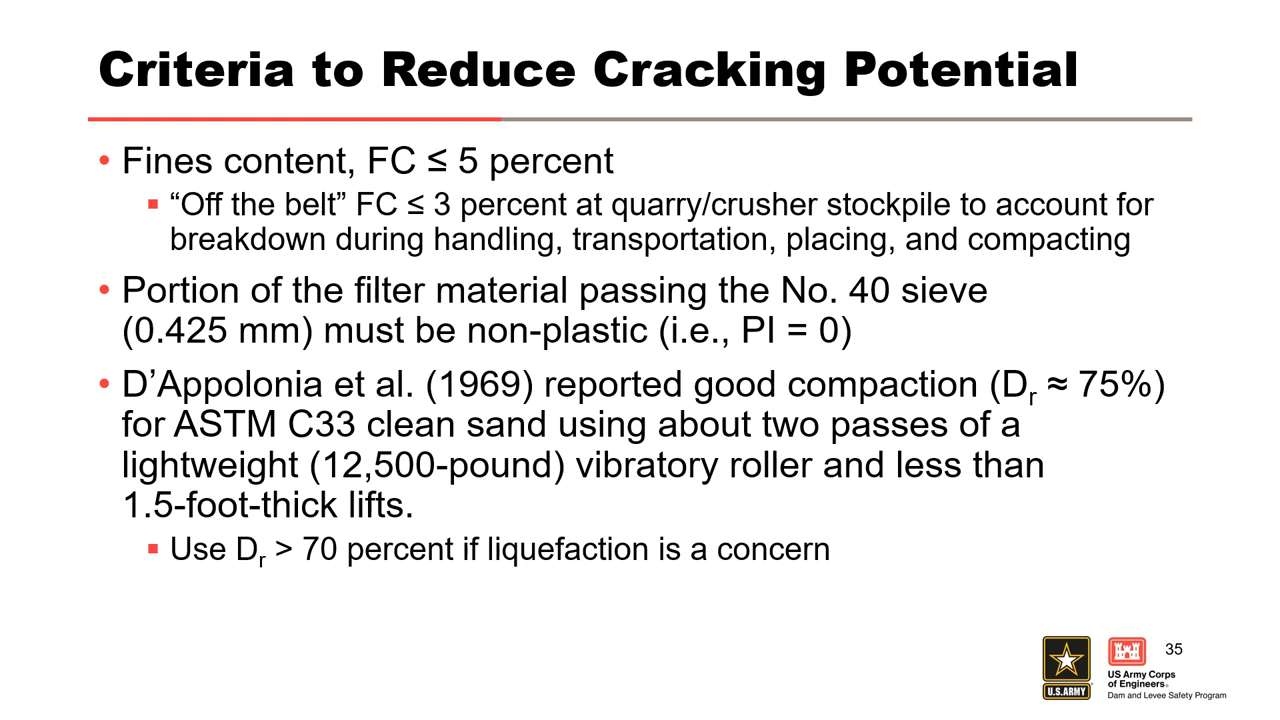 Criteria to Reduce Cracking Potential
• Fines content, FC ≤ 5 percent
▪ “Off the belt” FC ≤ 3 percent at quarry/crusher stockpile to account for
breakdown during handling, transportation, placing, and compacting
• Portion of the filter material passing the No. 40 sieve
(0.425 mm) must be non-plastic (i.e., PI = 0)
• D’Appolonia et al. (1969) reported good compaction (Dr ≈ 75%)
for ASTM C33 clean sand using about two passes of a
lightweight (12,500-pound) vibratory roller and less than
1.5-foot-thick lifts.
▪ Use Dr > 70 percent if liquefaction is a concern
35
U.S.ARMY
US Army Corps
of Engineers®
Dam and Levee Safety Program